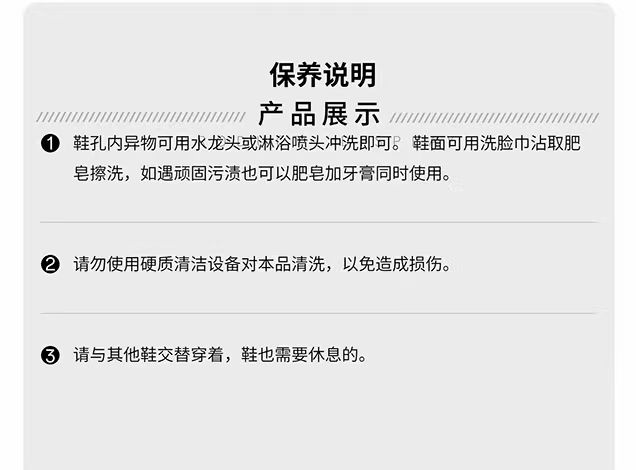 保养说明
产品展示
1 鞋孔内异物可用水龙头或淋浴喷头冲洗即可。 鞋面可用洗脸巾沾取肥
皂擦洗，如遇顽固污渍也可以肥皂加牙膏同时使用。
2 请勿使用硬质清洁设备对本品清洗，以免造成损伤。
3 请与其他鞋交替穿着，鞋也需要休息的。